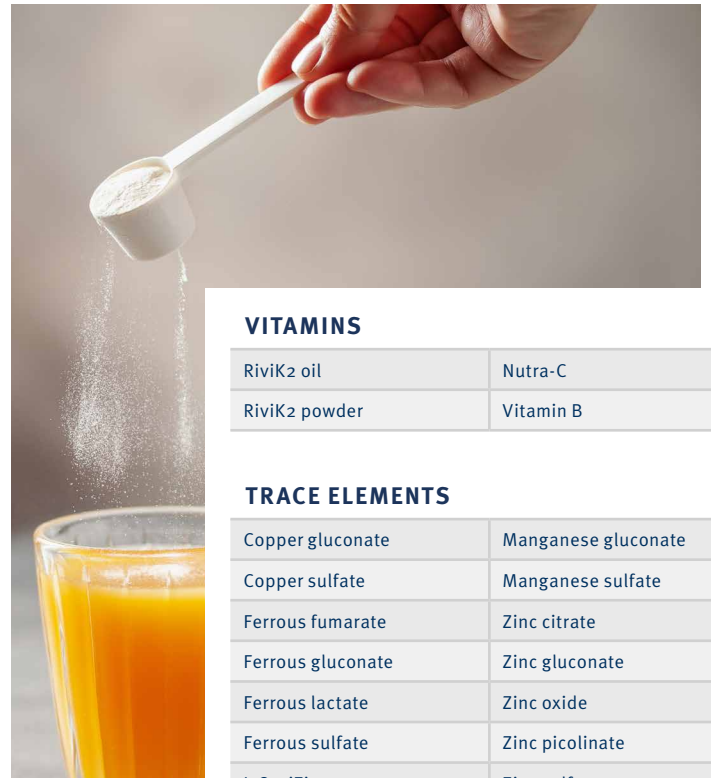 VITAMINS
RiviK2 oil Nutra-C
RiviK2 powder Vitamin B
TRACE ELEMENTS
Copper gluconate Manganese gluconate
Copper sulfate Manganese sulfate
Ferrous fumarate Zinc citrate
Ferrous gluconate Zinc gluconate
Ferrous lactate Zinc oxide
Ferrous sulfate Zinc picolinate